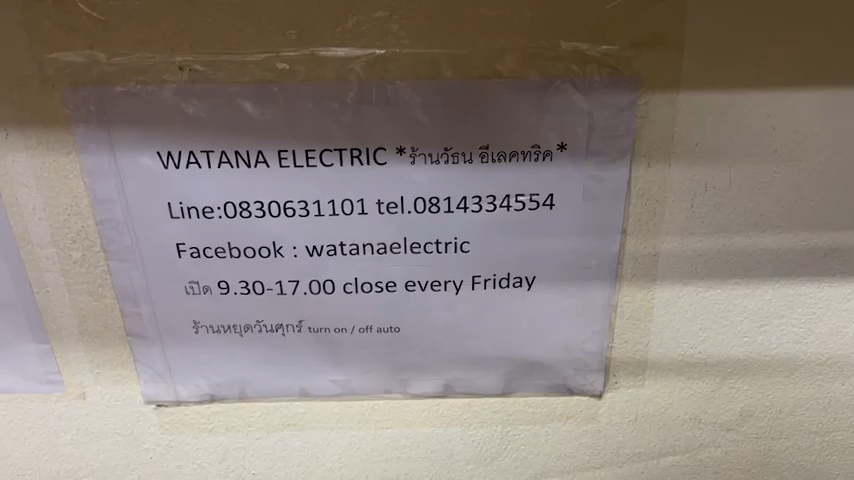 WATANA ELECTRIC *ร้านวัธน อีเลคทริค*
Line:0830631101 tel.0814334554
Facebook : watanaelectric
เปิด 9.30-17.00 close every Friday
ร้านหยุดวันศุกร์ turn on / off auto